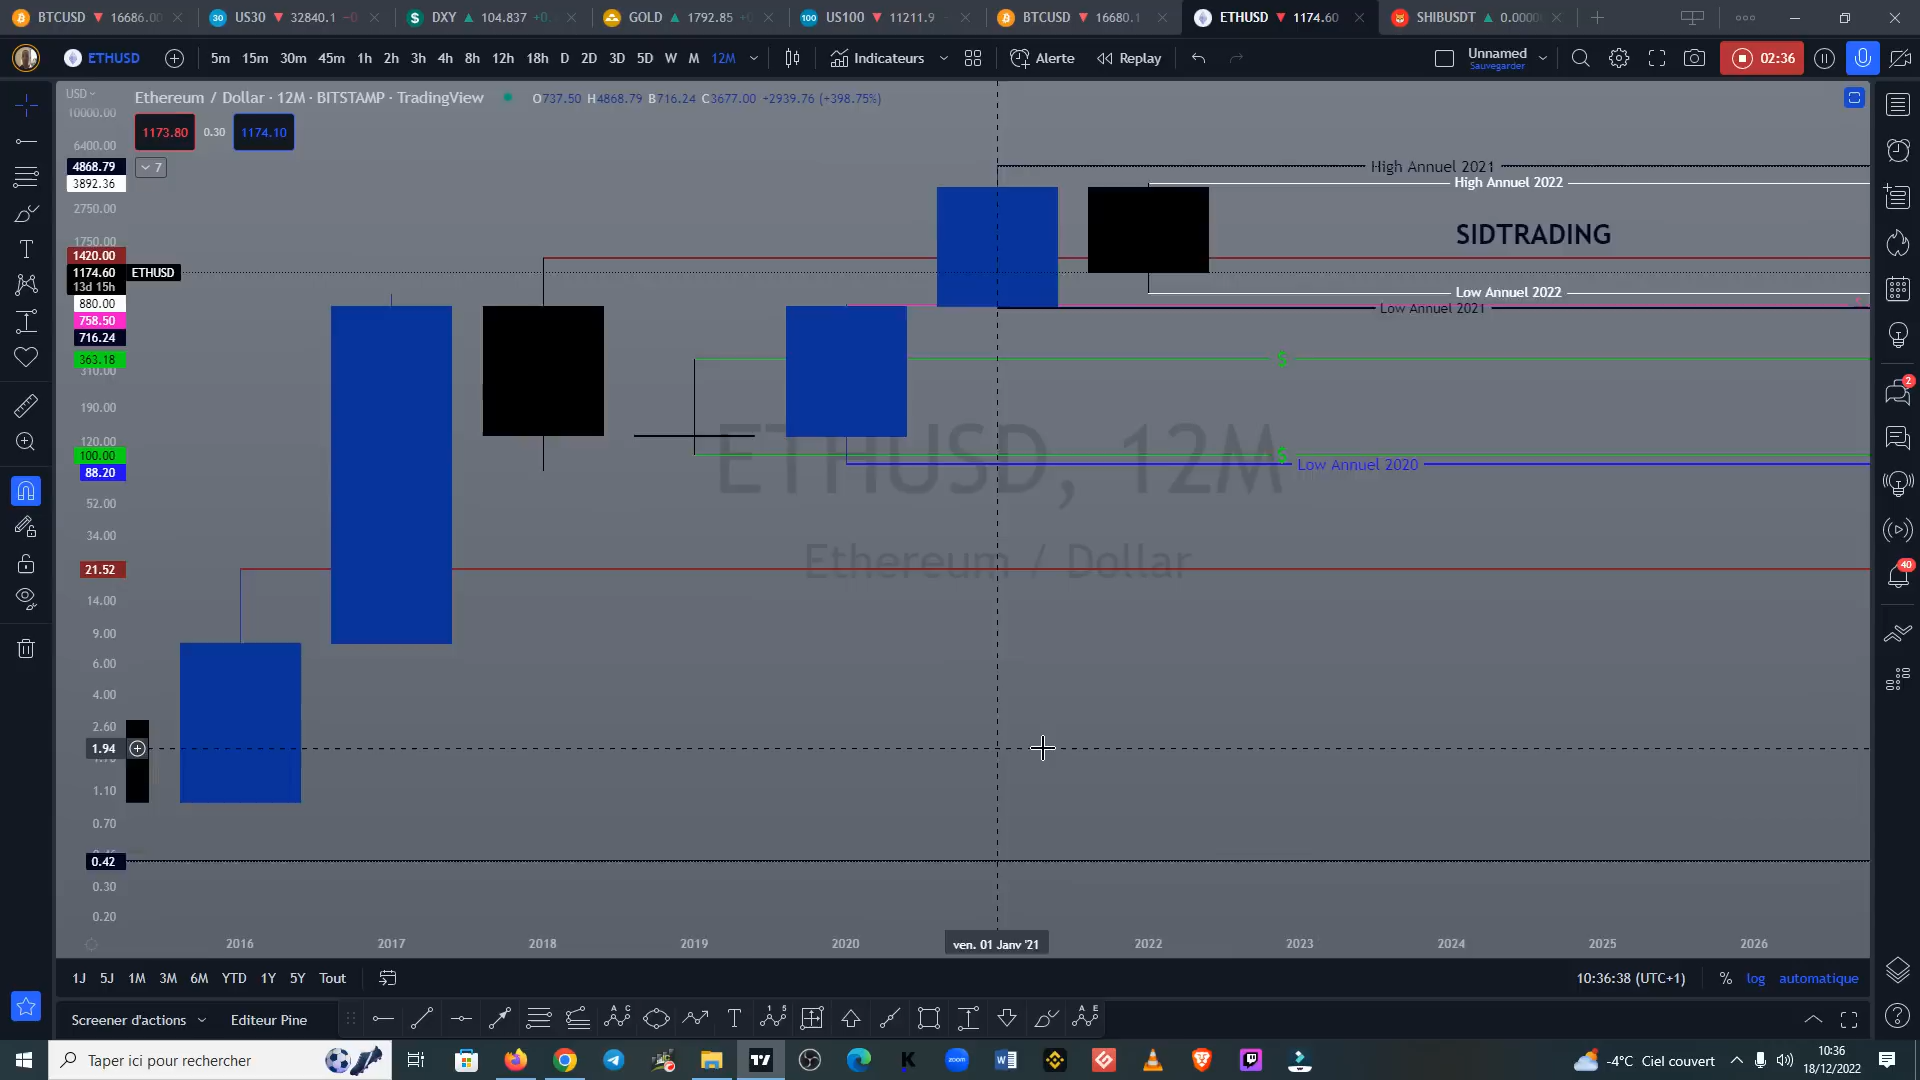 BTCUSD 16686.00
US30 32840.1
DXY 104.837
GOLD 1792.85
US100 11211.9
BTCUSD 16680.1
ETHUSD 1174.60
SHIBUSDT
ETHUSD 5m 15m 30m 45m 1h 2h 3h 4h 8h 12h 18h D 2D 3D 5D W M 12M Indicateurs Alerte Replay Unnamed 02:36
Sauvegarder
USD Ethereum / Dollar · 12M · BITSTAMP · TradingView O737.50 H4868.79 B716.24 C3677.00 +2939.76 (+398.75%)
10000.00
1173.80 0.30 1174.10
6400.00
4868.79 7 High Annuel 2021
3892.36 High Annuel 2022
2750.00
SIDTRADING
1750.00
1420.00
1174.60 ETHUSD
13d 15h
880.00 Low Annuel 2022
758.50 Low Annuel 2021
716.24
363.18 $
310.00
190.00
120.00
100.00 $
88.20 Low Annuel 2020
ETHUSD, 12M
52.00
34.00
Ethereum / Dollar
21.52
14.00
9.00
6.00
4.00
2.60
1.94
1.10
0.70
0.42
0.30
0.20
2016 2017 2018 2019 2020 ven. 01 Janv '21 2022 2023 2024 2025 2026
1J 5J 1M 3M 6M YTD 1Y 5Y Tout 10:36:38 (UTC+1) % log automatique
Screener d'actions Editeur Pine
Taper ici pour rechercher -4°C Ciel couvert 10:36
18/12/2022
2
40